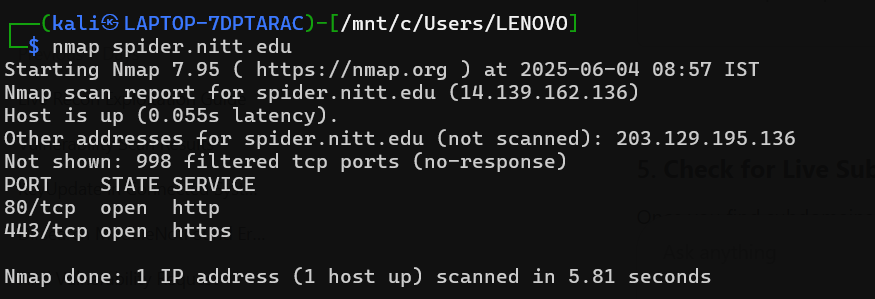 ┌──(kali㉿LAPTOP-7DPTARAC)-[/mnt/c/Users/LENOVO]
└─$ nmap spider.nitt.edu
Starting Nmap 7.95 ( https://nmap.org ) at 2025-06-04 08:57 IST
Nmap scan report for spider.nitt.edu (14.139.162.136)
Host is up (0.055s latency).
Other addresses for spider.nitt.edu (not scanned): 203.129.195.136
Not shown: 998 filtered tcp ports (no-response)
5. Check for Live Sub
PORT    STATE SERVICE
80/tcp  open  http
443/tcp open  https
Ask anything
Nmap done: 1 IP address (1 host up) scanned in 5.81 seconds